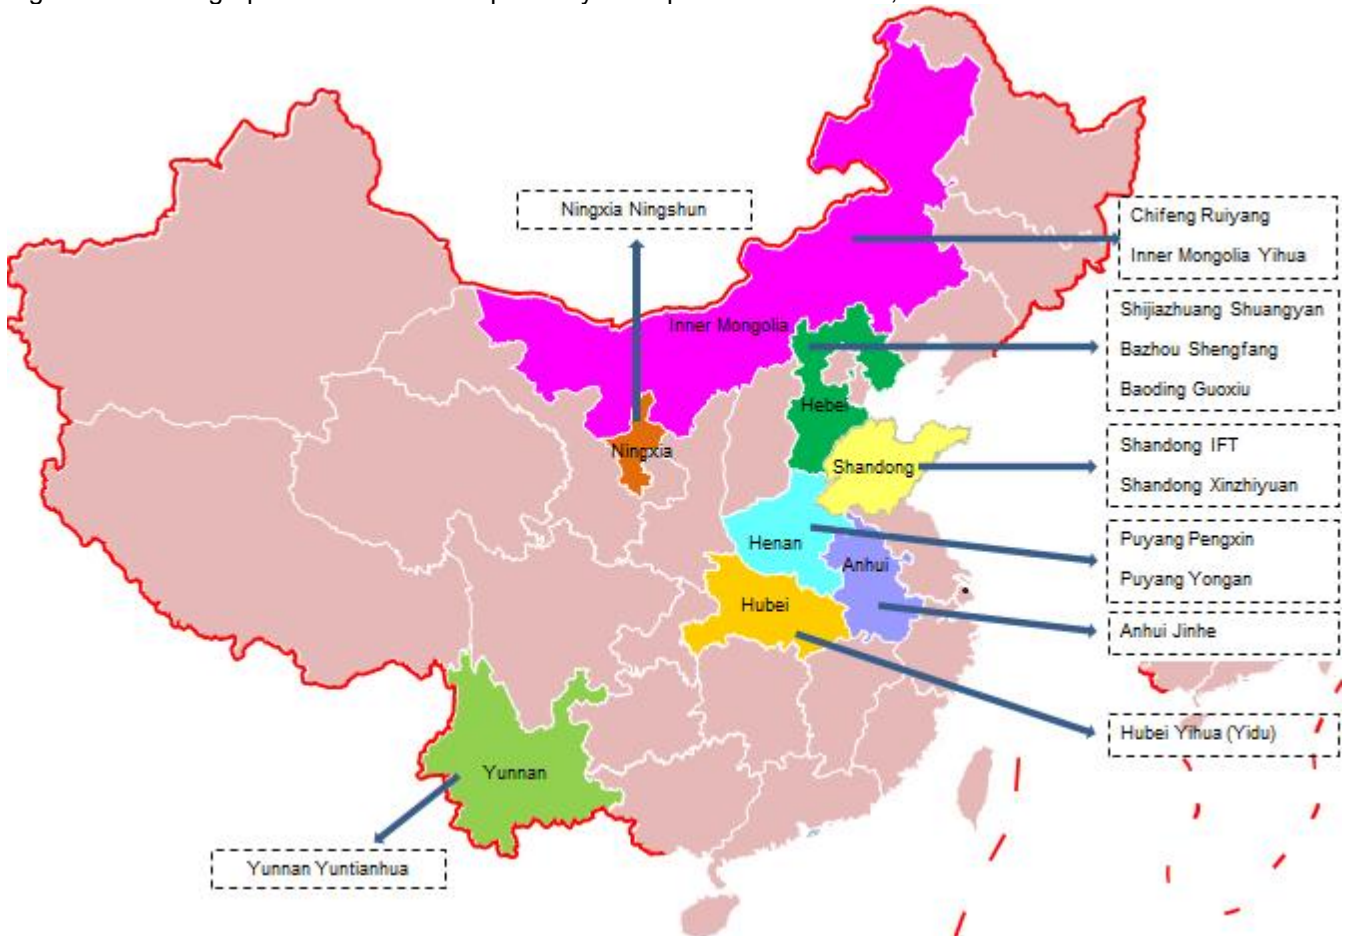 Ningxia Ningshun
Chifeng Ruiyang
Inner Mongolia Yihua
Shijiazhuang Shuangyan
Bazhou Shengfang
Baoding Guoxiu
Inner Mongolia
Hebei
Ningxia
Shandong
Shandong IFT
Shandong Xinzhiyuan
Henan
Anhui
Puyang Pengxin
Puyang Yongan
Hubei
Anhui Jinhe
Hubei Yihua (Yidu)
Yunnan
Yunnan Yuntianhua